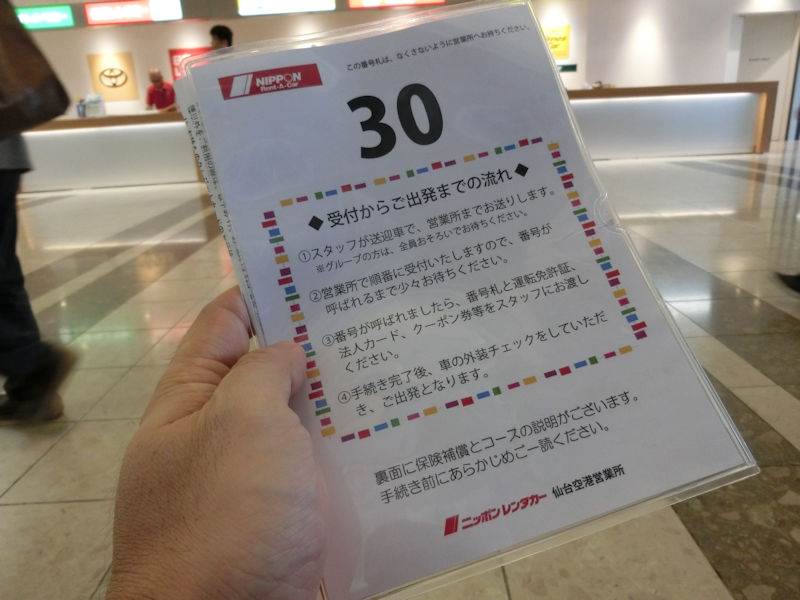 この番号札は、なくさないように営業所へお持ちください。
NIPPON
Rent-A-Car
30
◆ 受付からご出発までの流れ ◆
①スタッフが送迎車で、営業所までお送りします。
※グループの方は、全員おそろいでお待ちください。
②営業所で順番に受付いたしますので、番号が
呼ばれるまで少々お待ちください。
③番号が呼ばれましたら、番号札と運転免許証、
法人カード、クーポン券等をスタッフにお渡し
ください。
④手続き完了後、車の外装チェックをしていただ
き、ご出発となります。
裏面に保険補償とコースの説明がございます。
手続き前にあらかじめご一読ください。
ニッポンレンタカー 仙台空港営業所